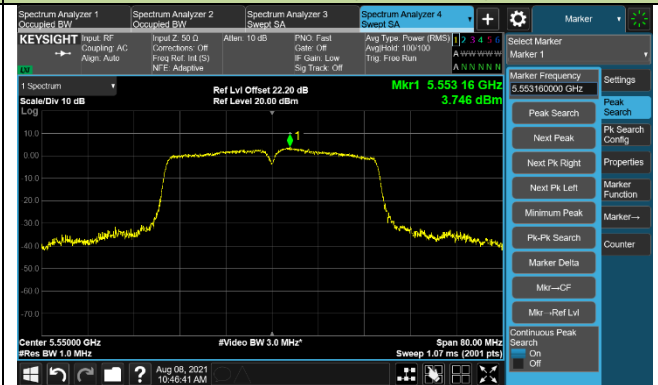 Spectrum Analyzer 1
Occupied BW
Spectrum Analyzer 2
Occupied BW
Spectrum Analyzer 3
Swept SA
Spectrum Analyzer 4
Swept SA
Marker
KEYSIGHT
Input: RF
Coupling: AC
Align: Auto
Input Z: 50 Ω
Corrections: Off
Freq Ref: Int (S)
NFE: Adaptive
Atten: 10 dB
PNO: Fast
Gate: Off
IF Gain: Low
Sig Track: Off
Avg Type: Power (RMS)
Avg|Hold: 100/100
Trig: Free Run
1 2 3 4 5 6
A W W W W W
A N N N N N
LV
Select Marker
Marker 1
1 Spectrum
Scale/Div 10 dB
Log
Ref Lvl Offset 22.20 dB
Ref Level 20.00 dBm
Mkr1 5.553 16 GHz
3.746 dBm
1
10.0
0.00
-10.0
-20.0
-30.0
-40.0
-50.0
-60.0
-70.0
Center 5.55000 GHz
#Res BW 1.0 MHz
#Video BW 3.0 MHz*
Span 80.00 MHz
Sweep 1.07 ms (2001 pts)
Marker Frequency
5.553160000 GHz
Peak Search
Next Peak
Next Pk Right
Next Pk Left
Minimum Peak
Pk-Pk Search
Marker Delta
Mkr→CF
Mkr→Ref Lvl
Continuous Peak
Search
On
Off
Settings
Peak
Search
Pk Search
Config
Properties
Marker
Function
Marker→
Counter
?
Aug 08, 2021
10:46:41 AM